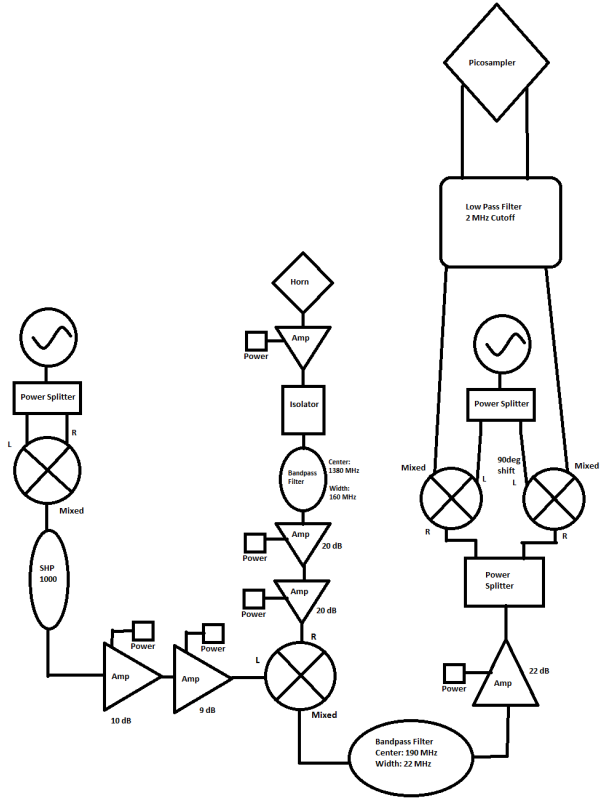 Picosampler
Low Pass Filter
2 MHz Cutoff
Horn
Amp
Power
Power Splitter
L
R
Mixed
Isolator
Power Splitter
90deg
shift
L
L
Mixed
Mixed
R
R
Bandpass
Filter
Center:
1380 MHz
Width:
160 MHz
SHP
1000
Amp
20 dB
Power
Amp
20 dB
Power
Power
Splitter
R
L
Mixed
Power
Amp
10 dB
Power
Amp
9 dB
22 dB
Power
Amp
Bandpass Filter
Center: 190 MHz
Width: 22 MHz